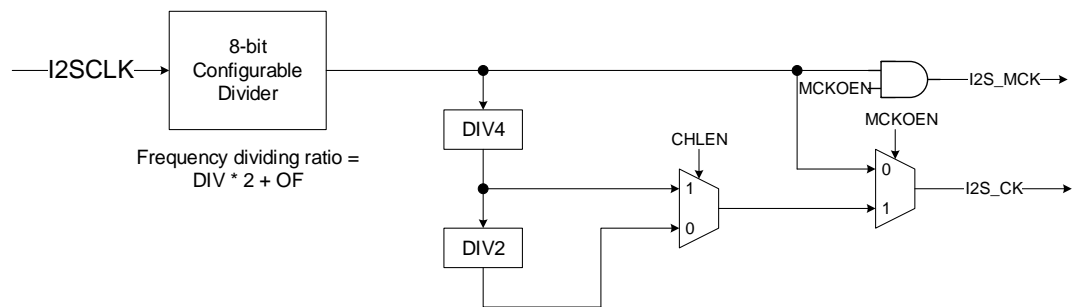 I2SCLK
8-bit
Configurable
Divider
Frequency dividing ratio =
DIV * 2 + OF
DIV4
DIV2
CHLEN
1
0
MCKOEN
I2S_MCK
MCKOEN
0
1
I2S_CK